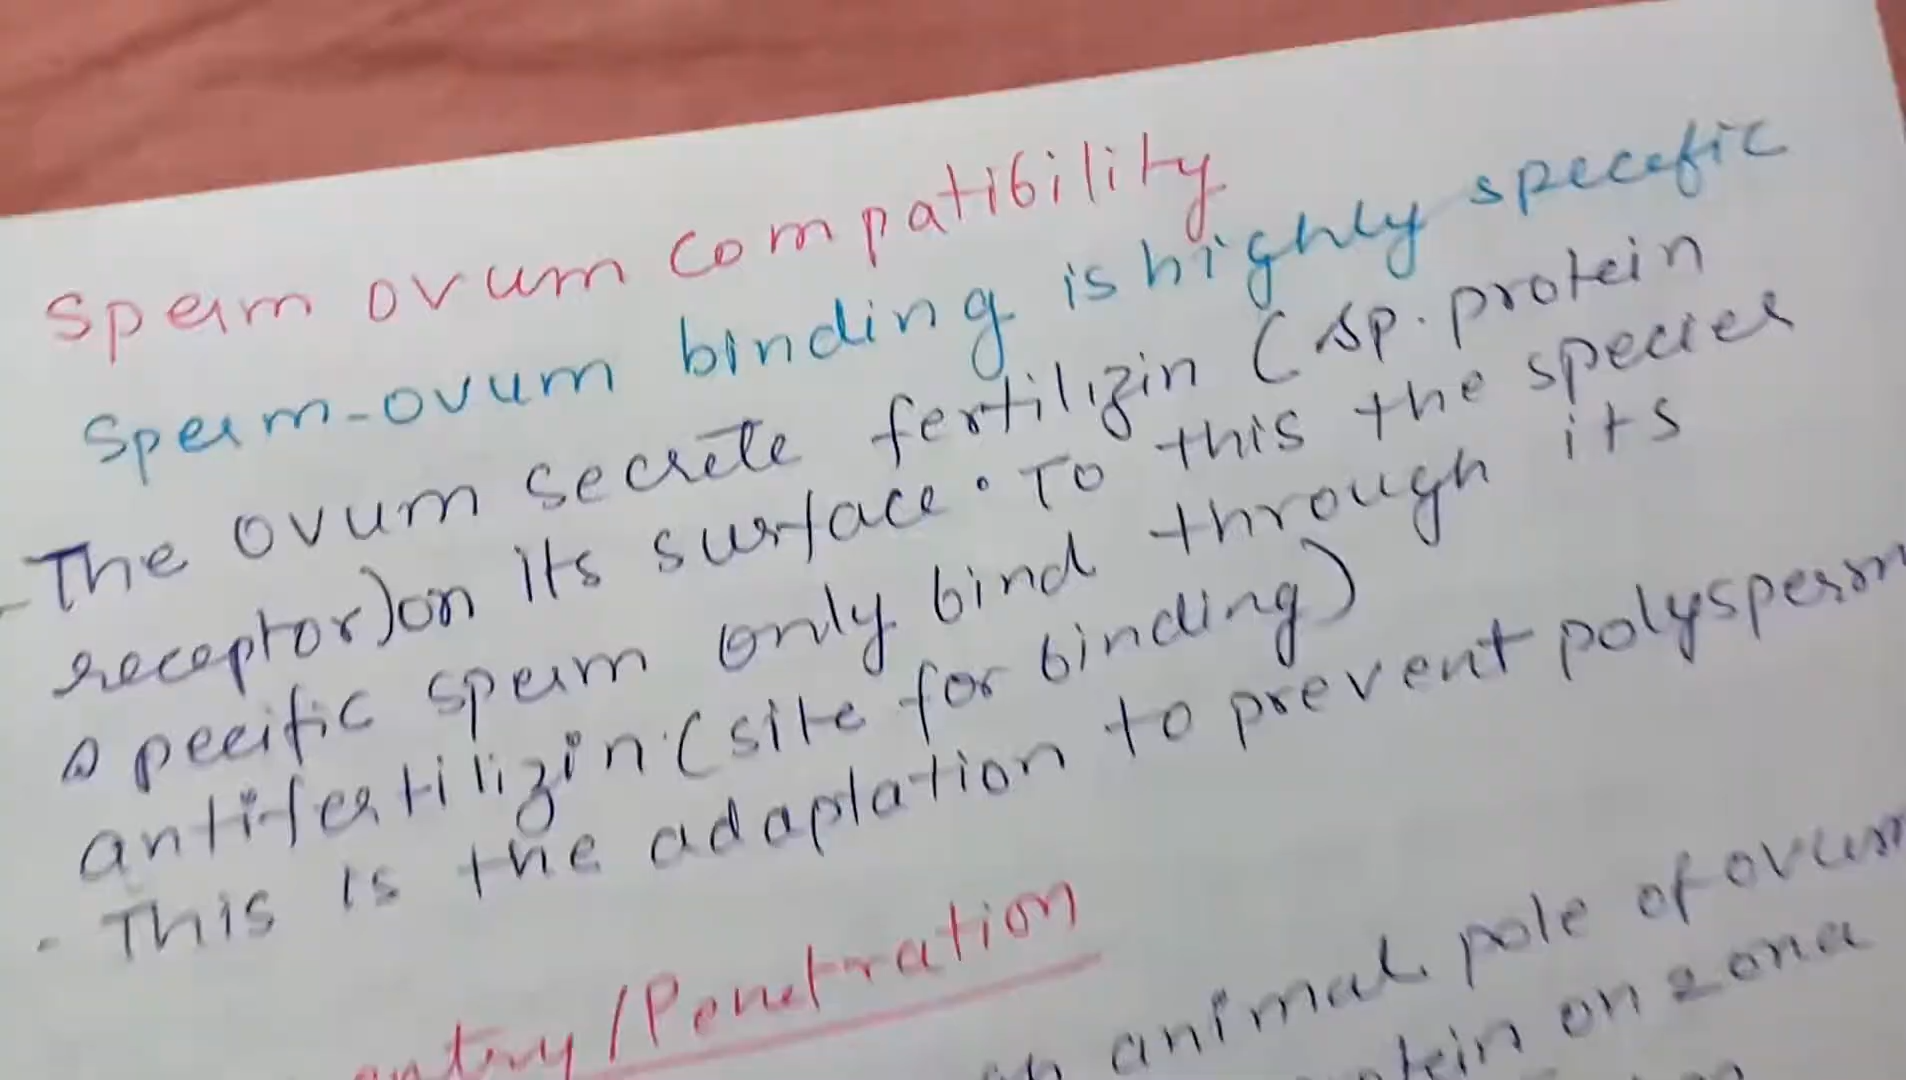 Sperm ovum compatibility
Sperm-ovum binding is highly specefic
- The ovum secrete fertilizin (sp. protein
receptor) on its surface. To this the species
specific sperm only bind through its
antifertilizin. (site for binding)
- This is the adaptation to prevent polysperm
entry/Penetration
animal pole of ovum
on zona